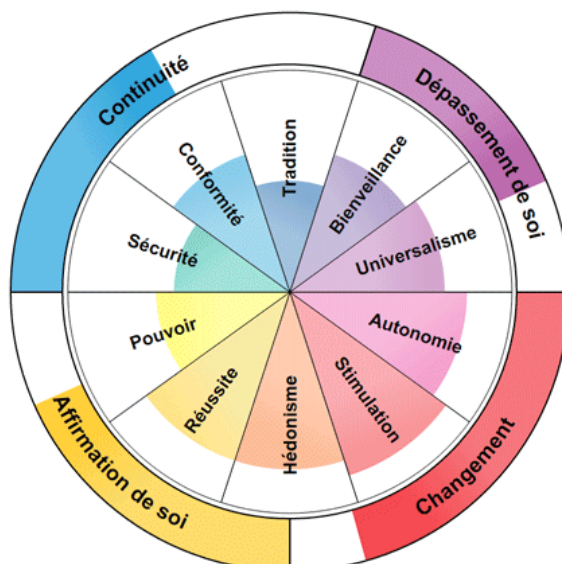 Continuité
Dépassement de soi
Conformité
Tradition
Bienveillance
Sécurité
Universalisme
Pouvoir
Autonomie
Réussite
Hédonisme
Stimulation
Affirmation de soi
Changement